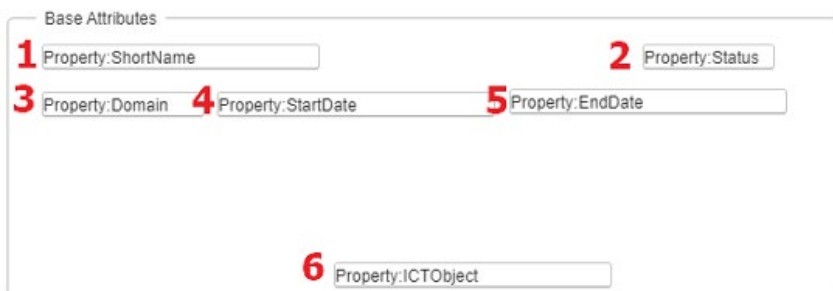 Base Attributes
1 Property:ShortName 2 Property:Status
3 Property:Domain 4 Property:StartDate 5 Property:EndDate
6 Property:ICTObject